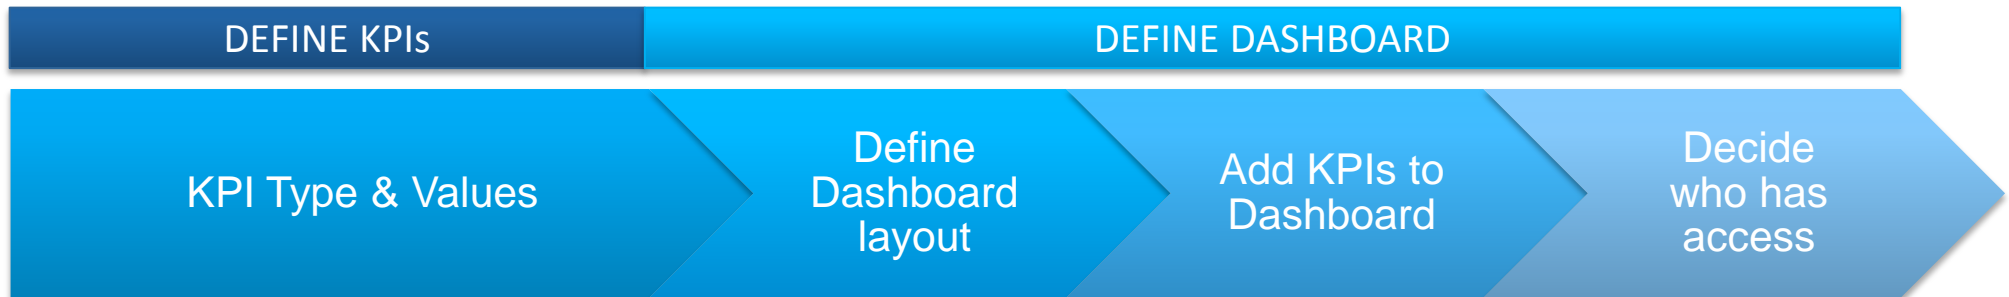 DEFINE KPIs
DEFINE DASHBOARD
KPI Type & Values
Define
Dashboard
layout
Add KPIs to
Dashboard
Decide
who has
access